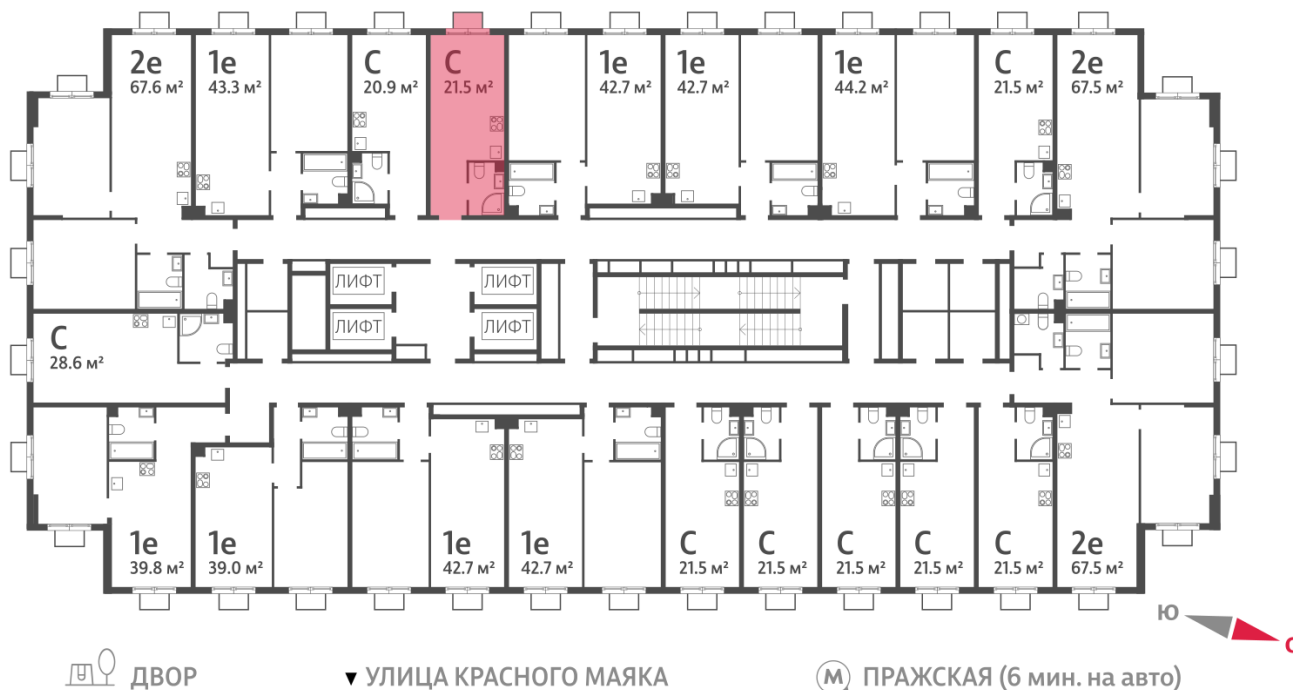 2е
67.6 м²
1е
43.3 м²
С
20.9 м²
С
21.5 м²
1е
42.7 м²
1е
42.7 м²
1е
44.2 м²
С
21.5 м²
2е
67.5 м²
ЛИФТ
ЛИФТ
ЛИФТ
ЛИФТ
С
28.6 м²
1е
39.8 м²
1е
39.0 м²
1е
42.7 м²
1е
42.7 м²
С
21.5 м²
С
21.5 м²
С
21.5 м²
С
21.5 м²
С
21.5 м²
2е
67.5 м²
Ю
С
ДВОР
УЛИЦА КРАСНОГО МАЯКА
М ПРАЖСКАЯ (6 мин. на авто)